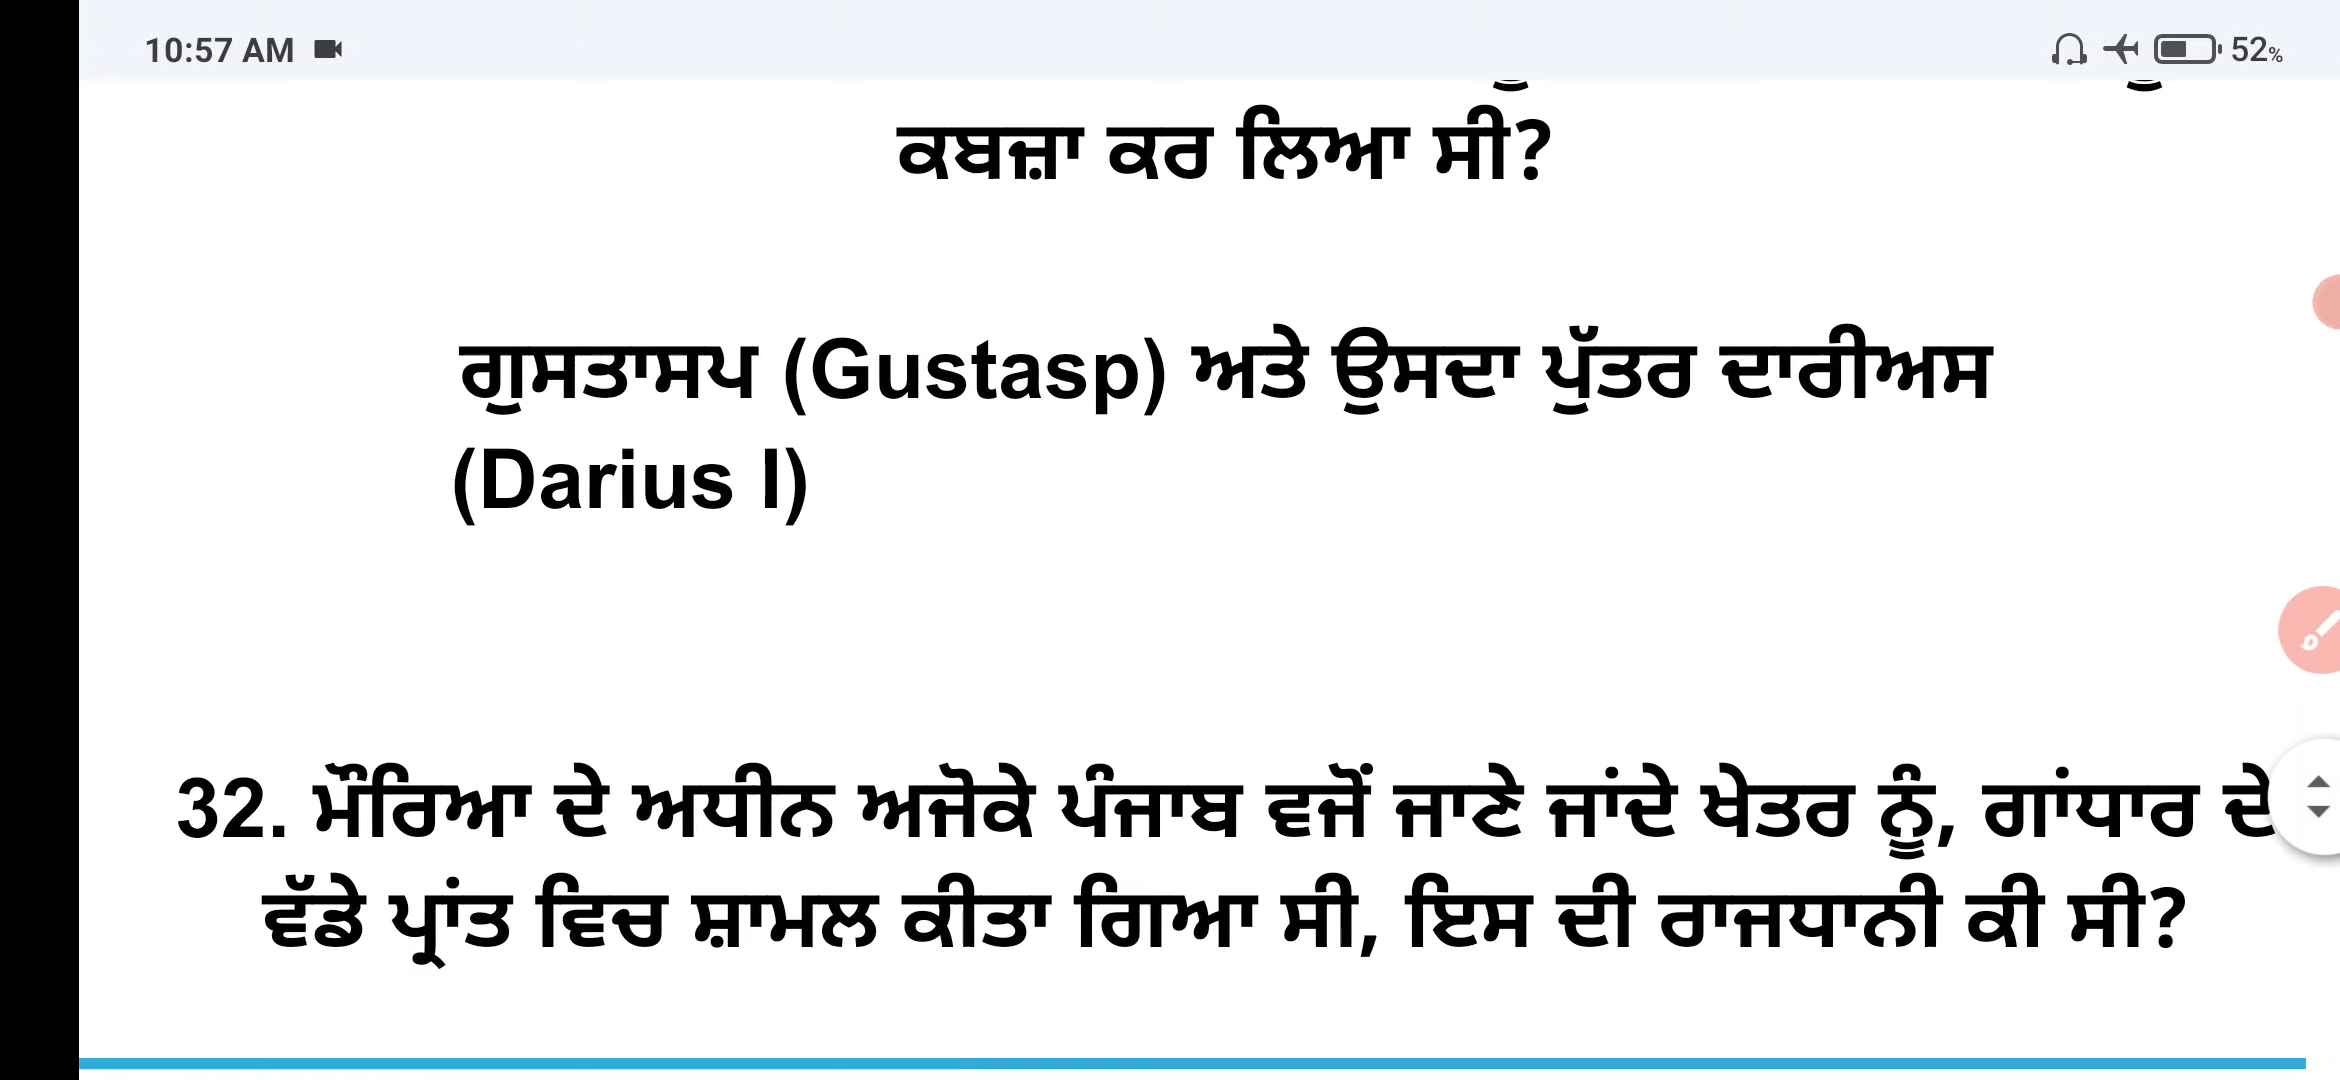 10:57 AM
52%
ਕਬਜ਼ਾ ਕਰ ਲਿਆ ਸੀ?
ਗੁਸਤਾਸਪ (Gustasp) ਅਤੇ ਉਸਦਾ ਪੁੱਤਰ ਦਾਰੀਅਸ
(Darius I)
32. ਮੌਰਿਆ ਦੇ ਅਧੀਨ ਅਜੋਕੇ ਪੰਜਾਬ ਵਜੋਂ ਜਾਣੇ ਜਾਂਦੇ ਖੇਤਰ ਨੂੰ, ਗਾਂਧਾਰ ਦੇ
ਵੱਡੇ ਪ੍ਰਾਂਤ ਵਿਚ ਸ਼ਾਮਲ ਕੀਤਾ ਗਿਆ ਸੀ, ਇਸ ਦੀ ਰਾਜਧਾਨੀ ਕੀ ਸੀ?